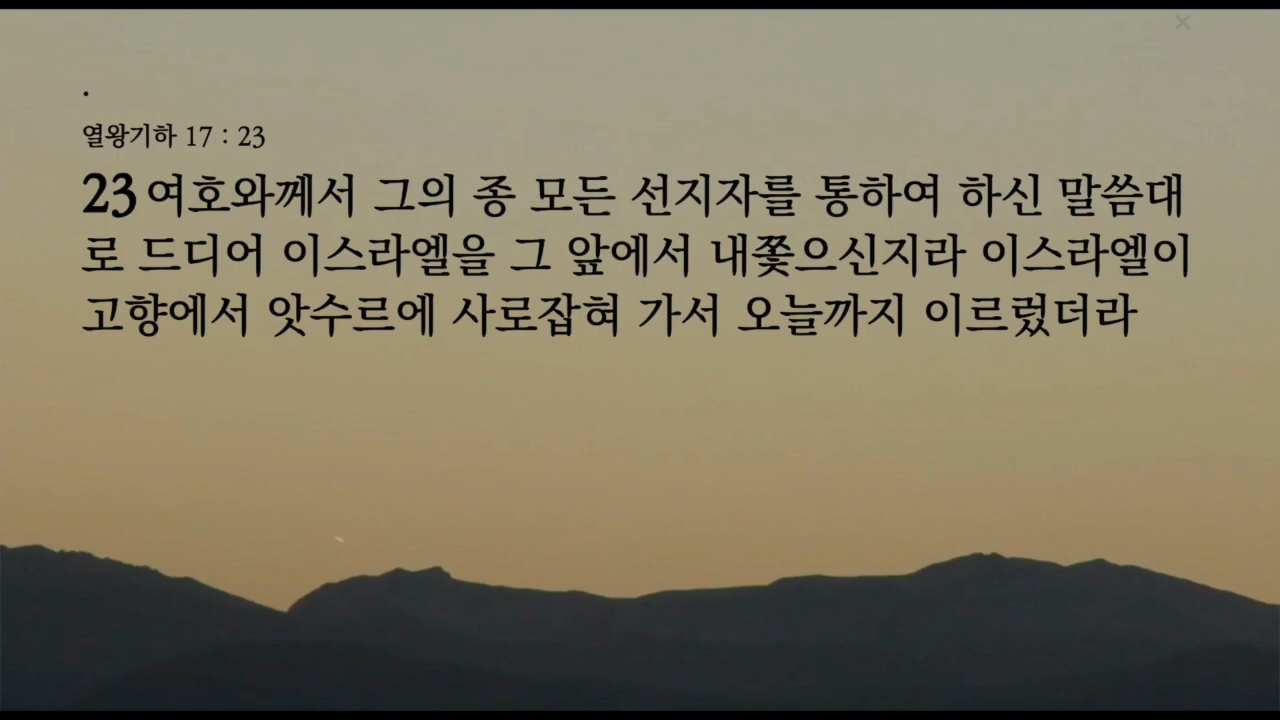 .
열왕기하 17 : 23
23 여호와께서 그의 종 모든 선지자를 통하여 하신 말씀대
로 드디어 이스라엘을 그 앞에서 내쫓으신지라 이스라엘이
고향에서 앗수르에 사로잡혀 가서 오늘까지 이르렀더라